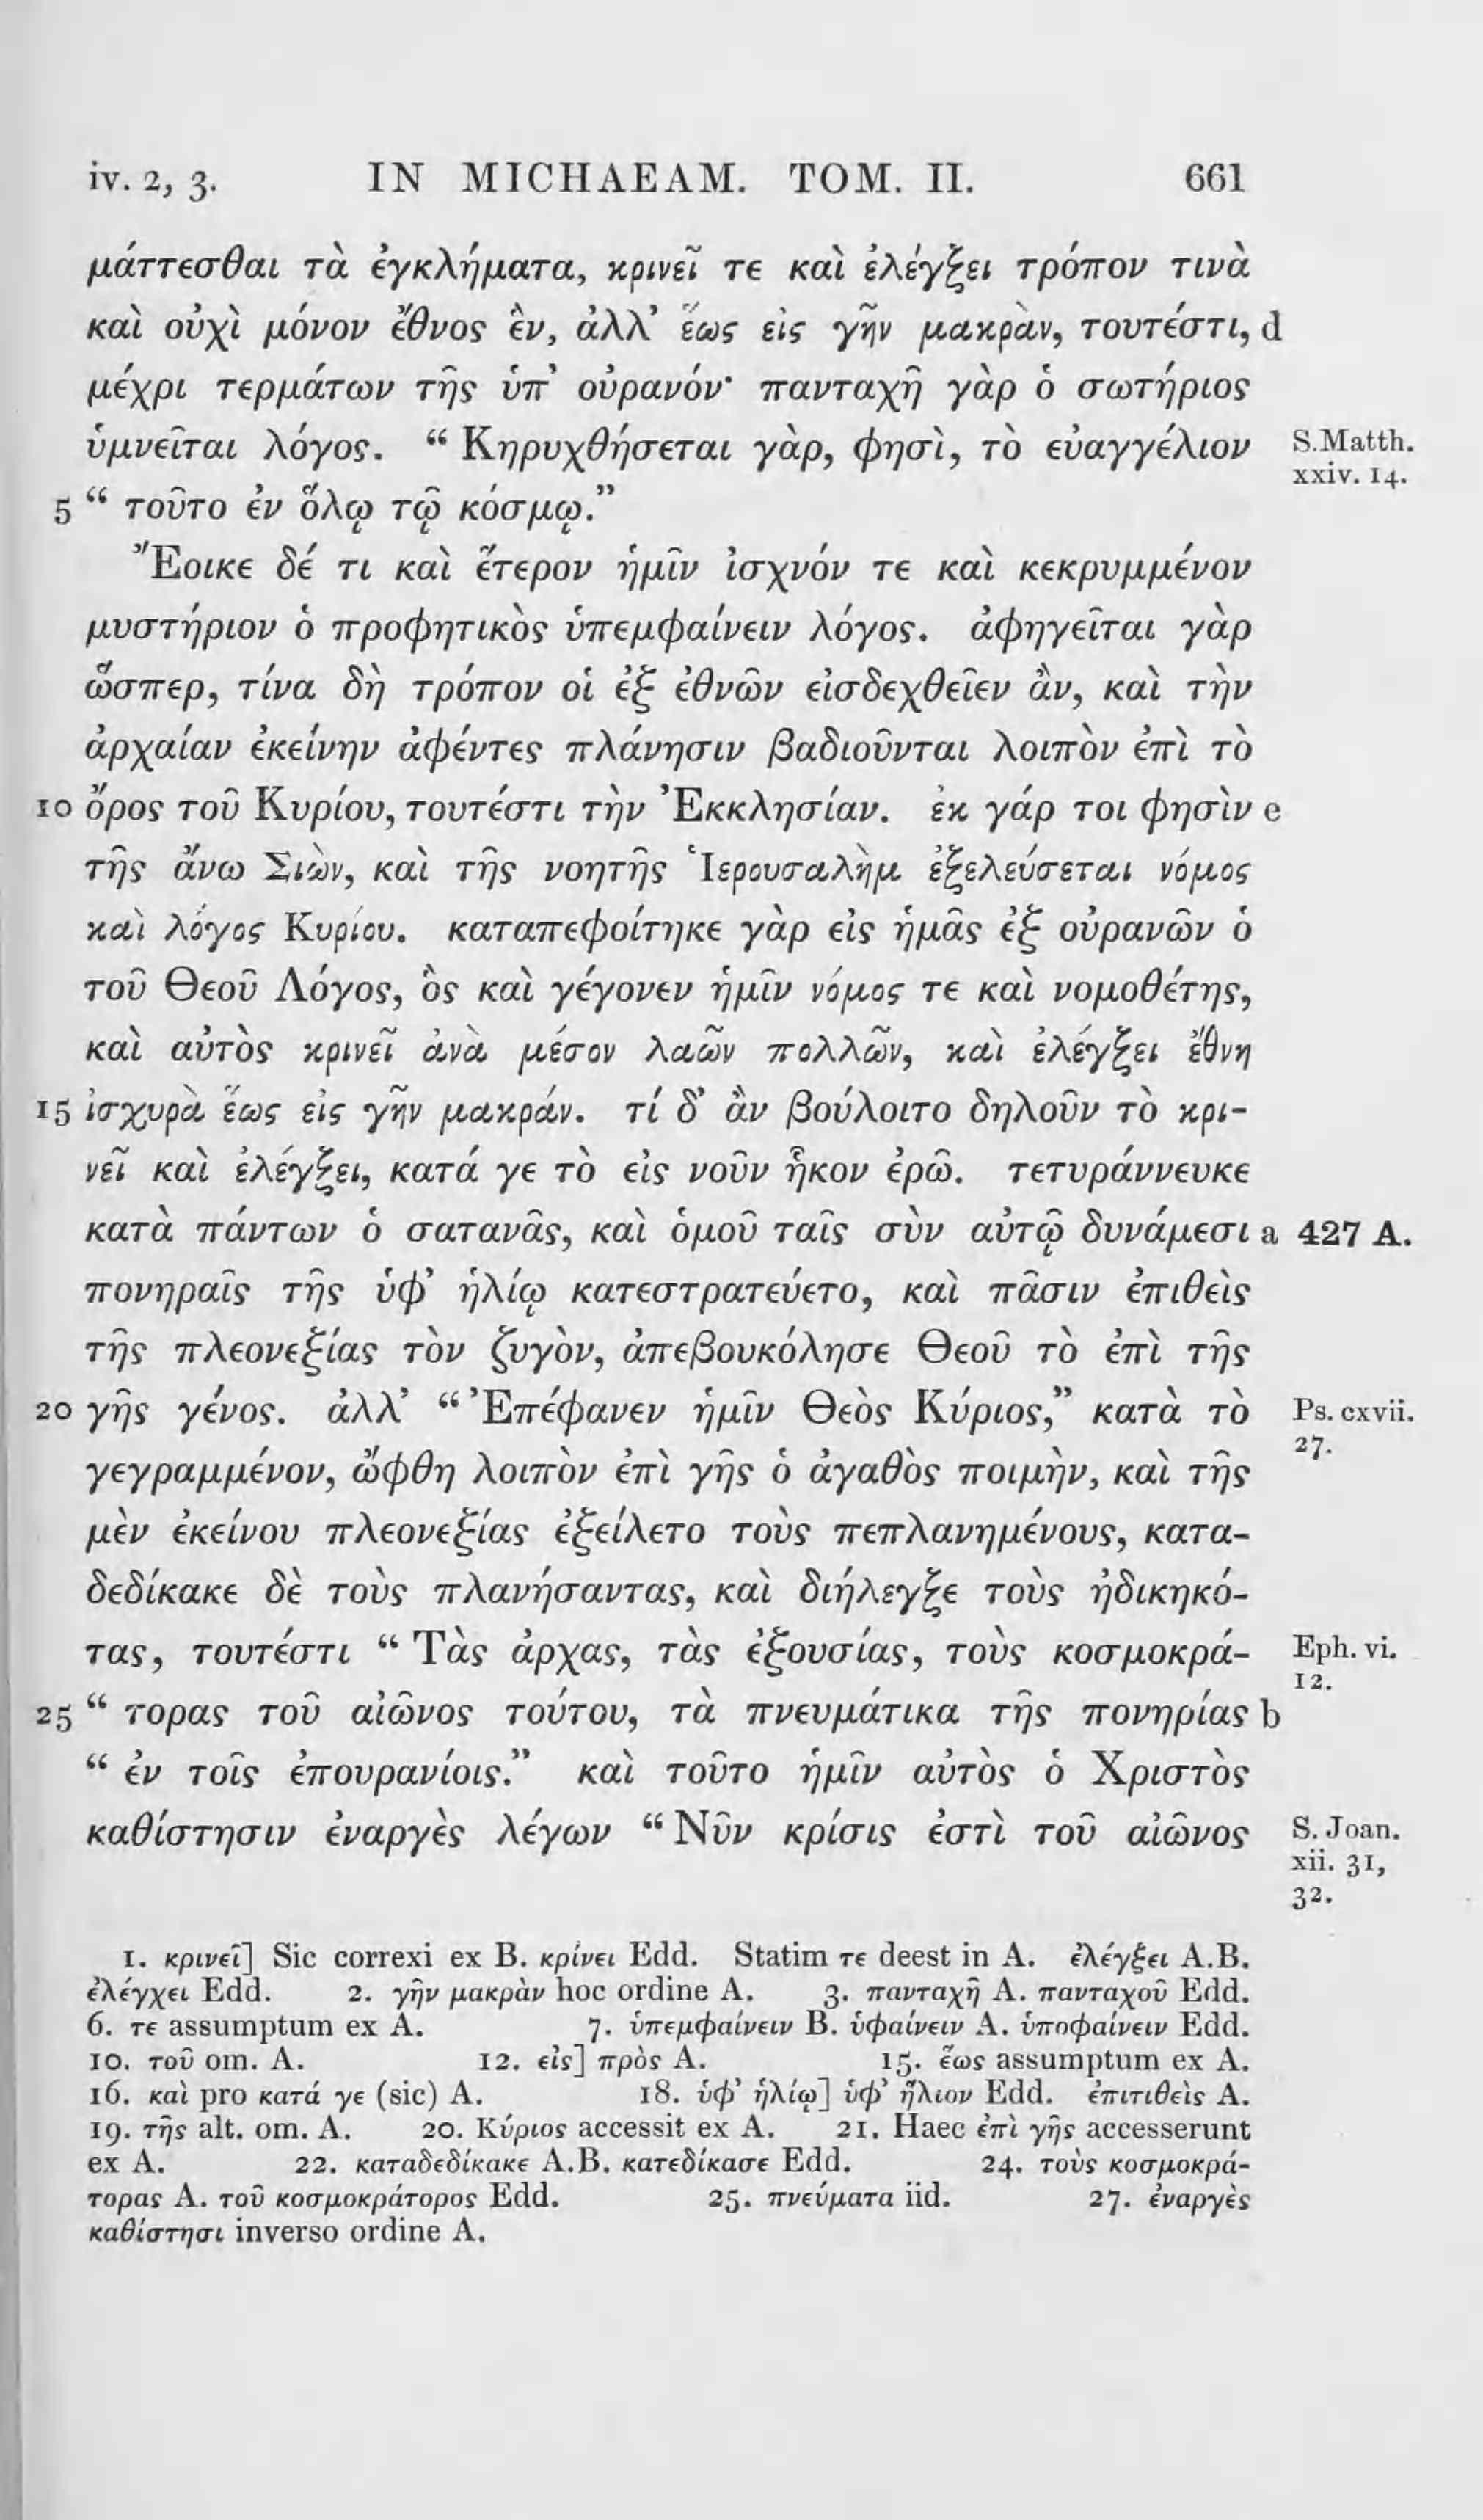 iv. 2, 3. IN MICHAEAM. TOM. II. 661
μάττεσθαι τὰ ἐγκλήματα, κρινεῖ τε καὶ ἐλέγξει τρόπον τινὰ
καὶ οὐχὶ μόνον ἔθνος ἓν, ἀλλ’ ἕως εἰς γῆν μακρὰν, τουτέστι, d
μέχρι τερμάτων τῆς ὑπ’ οὐρανόν· πανταχῆ γὰρ ὁ σωτήριος
ὑμνεῖται λόγος. “ Κηρυχθήσεται γὰρ, φησὶ, τὸ εὐαγγέλιον S. Matth. xxiv. 14.
5 “ τοῦτο ἐν ὅλῳ τῷ κόσμῳ.”
Ἔοικε δέ τι καὶ ἕτερον ἡμῖν ἰσχνόν τε καὶ κεκρυμμένον
μυστήριον ὁ προφητικὸς ὑπεμφαίνειν λόγος. ἀφηγεῖται γὰρ
ὥσπερ, τίνα δὴ τρόπον οἱ ἐξ ἐθνῶν εἰσδεχθεῖεν ἂν, καὶ τὴν
ἀρχαίαν ἐκείνην ἀφέντες πλάνησιν βαδιοῦνται λοιπὸν ἐπὶ τὸ
10 ὄρος τοῦ Κυρίου, τουτέστι τὴν Ἐκκλησίαν. ἐκ γάρ τοι φησὶν e
τῆς ἄνω Σιὼν, καὶ τῆς νοητῆς Ἱερουσαλὴμ ἐξελεύσεται νόμος
καὶ λόγος Κυρίου. καταπεφοίτηκε γὰρ εἰς ἡμᾶς ἐξ οὐρανῶν ὁ
τοῦ Θεοῦ Λόγος, ὃς καὶ γέγονεν ἡμῖν νόμος τε καὶ νομοθέτης,
καὶ αὐτὸς κρινεῖ ἀνὰ μέσον λαῶν πολλῶν, καὶ ἐλέγξει ἔθνη
15 ἰσχυρὰ ἕως εἰς γῆν μακράν. τί δ’ ἂν βούλοιτο δηλοῦν τὸ κρι-
νεῖ καὶ ἐλέγξει, κατά γε τὸ εἰς νοῦν ἧκον ἐρῶ. τετυράννευκε
κατὰ πάντων ὁ σατανᾶς, καὶ ὁμοῦ ταῖς σὺν αὐτῷ δυνάμεσι a 427 A.
πονηραῖς τῆς ὑφ’ ἡλίῳ κατεστρατεύετο, καὶ πᾶσιν ἐπιθεὶς
τῆς πλεονεξίας τὸν ζυγὸν, ἀπεβουκόλησε Θεοῦ τὸ ἐπὶ τῆς
20 γῆς γένος. ἀλλ’ “ Ἐπέφανεν ἡμῖν Θεὸς Κύριος,” κατὰ τὸ Ps. cxvii. 27.
γεγραμμένον, ὤφθη λοιπὸν ἐπὶ γῆς ὁ ἀγαθὸς ποιμὴν, καὶ τῆς
μὲν ἐκείνου πλεονεξίας ἐξείλετο τοὺς πεπλανημένους, κατα-
δεδίκακε δὲ τοὺς πλανήσαντας, καὶ διήλεγξε τοὺς ἠδικηκό-
τας, τουτέστι “ Τὰς ἀρχας, τὰς ἐξουσίας, τοὺς κοσμοκρά- Eph. vi. 12.
25 “ τορας τοῦ αἰῶνος τούτου, τὰ πνευμάτικα τῆς πονηρίας b
“ ἐν τοῖς ἐπουρανίοις.” καὶ τοῦτο ἡμῖν αὐτὸς ὁ Χριστὸς
καθίστησιν ἐναργὲς λέγων “ Νῦν κρίσις ἐστὶ τοῦ αἰῶνος S. Joan. xii. 31, 32.
1. κρινεῖ] Sic correxi ex B. κρίνει Edd. Statim τε deest in A. ἐλέγξει A.B.
ἐλέγχει Edd. 2. γῆν μακρὰν hoc ordine A. 3. πανταχῆ A. πανταχοῦ Edd.
6. τε assumptum ex A. 7. ὑπεμφαίνειν B. ὑφαίνειν A. ὑποφαίνειν Edd.
10. τοῦ om. A. 12. εἰς] πρὸς A. 15. ἕως assumptum ex A.
16. καὶ pro κατά γε (sic) A. 18. ὑφ’ ἡλίῳ] ὑφ’ ἥλιον Edd. ἐπιτιθεὶς A.
19. τῆς alt. om. A. 20. Κύριος accessit ex A. 21. Haec ἐπὶ γῆς accesserunt
ex A. 22. καταδεδίκακε A.B. κατεδίκασε Edd. 24. τοὺς κοσμοκρά-
τορας A. τοῦ κοσμοκράτορος Edd. 25. πνεύματα iid. 27. ἐναργὲς
καθίστησι inverso ordine A.